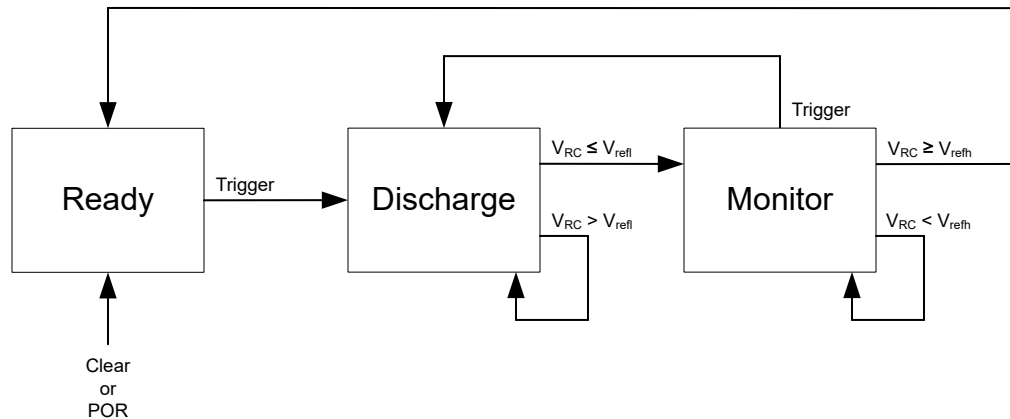 Trigger
Ready
Trigger
Discharge
V_RC ≤ V_refl
V_RC > V_refl
Monitor
V_RC ≥ V_refh
V_RC < V_refh
Clear
or
POR